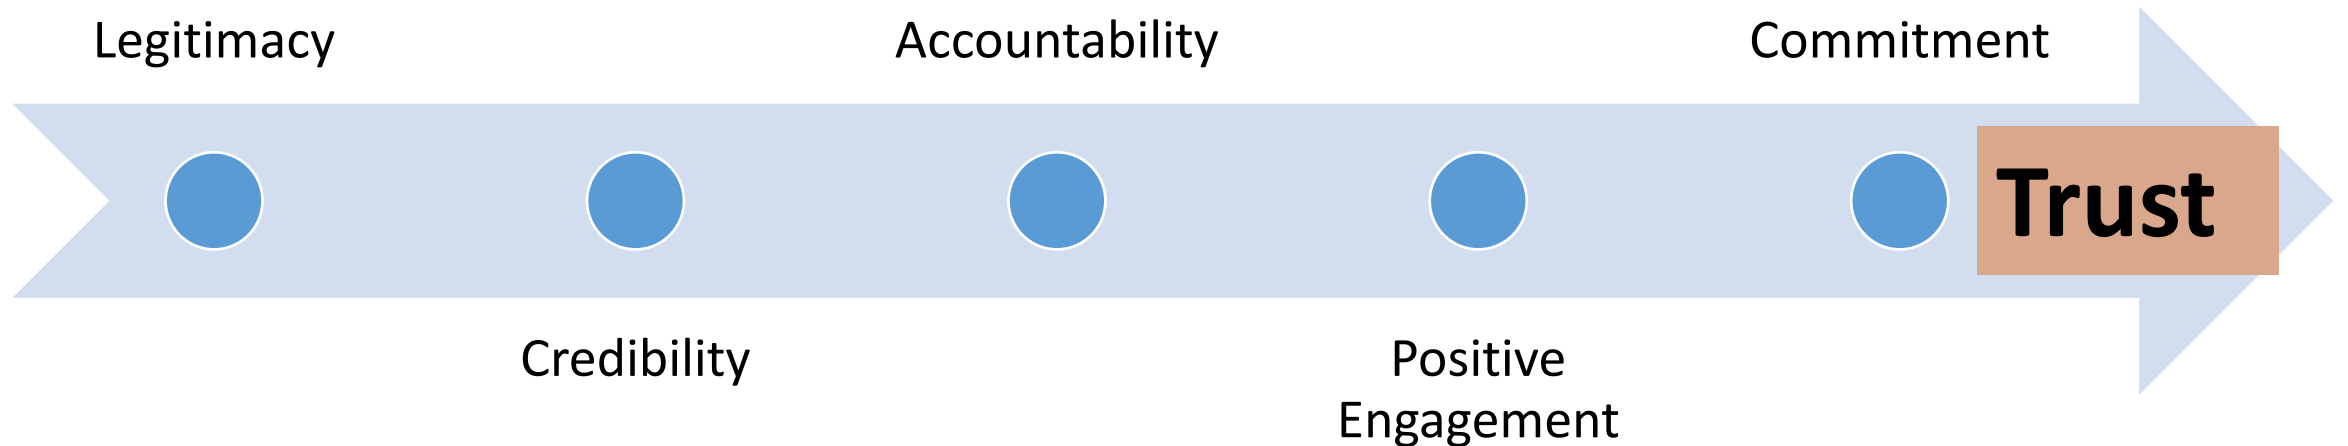 Legitimacy
Accountability
Commitment
Trust
Credibility
Positive
Engagement